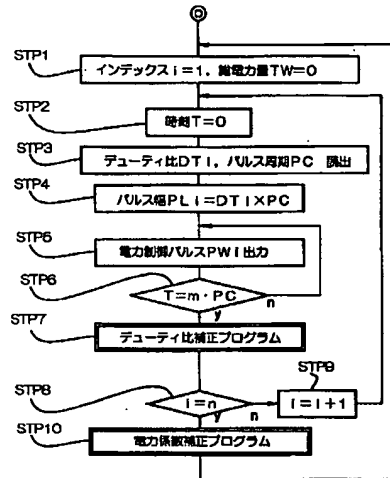 STP1
インデックスi=1，総電力量TW=0
STP2
時刻T=0
STP3
デューティ比DTi，パルス周期PC 読出
STP4
パルス幅PLi=DTi×PC
STP5
電力制御パルスPWi出力
STP6
T=m・PC
n
y
STP7
デューティ比補正プログラム
STP8
i=n
n
y
STP9
i=i+1
STP10
電力係数補正プログラム